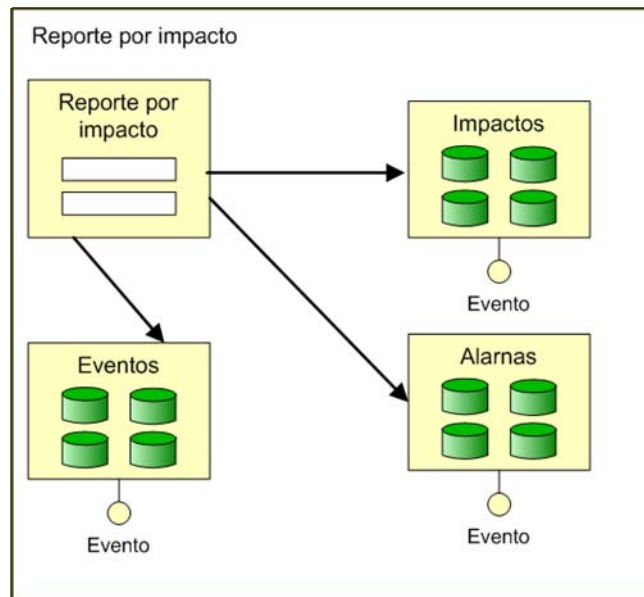 Reporte por impacto
Reporte por
impacto
Impactos
Evento
Eventos
Evento
Alarnas
Evento